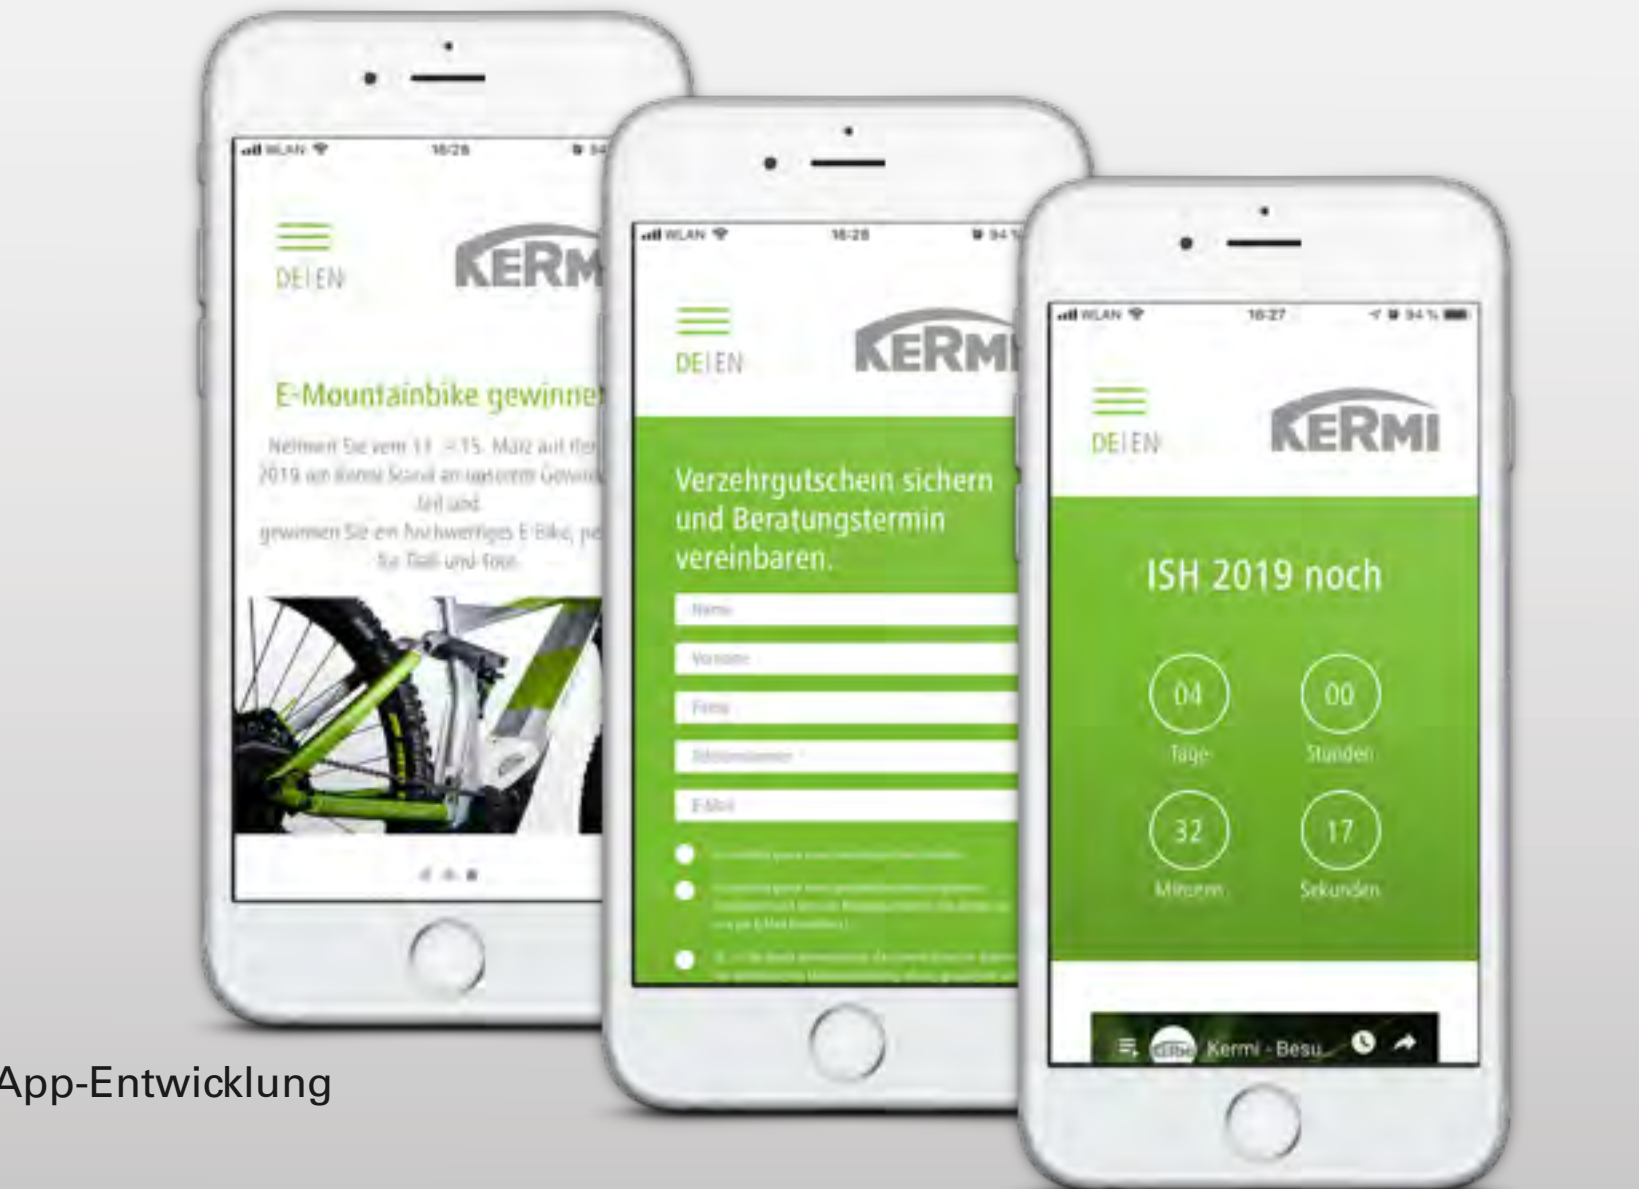 WLAN 16:28
DE|EN
KERM
E-Mountainbike gewinne
Nehmen Sie vom 11. – 15. März auf der
2019 am Kermi Stand an unserem
teil und
gewinnen Sie ein hochwertiges E-Bike,
für Trail und Tour.
WLAN 16:28 94 %
DE|EN
KERMI
Verzehrgutschein sichern
und Beratungstermin
vereinbaren.
Name
Vorname
Firma
Telefonnummer
E-Mail
WLAN 16:27 94 %
DE|EN
KERMI
ISH 2019 noch
04 00
Tage Stunden
32 17
Minuten Sekunden
Kermi - Besu...
App-Entwicklung